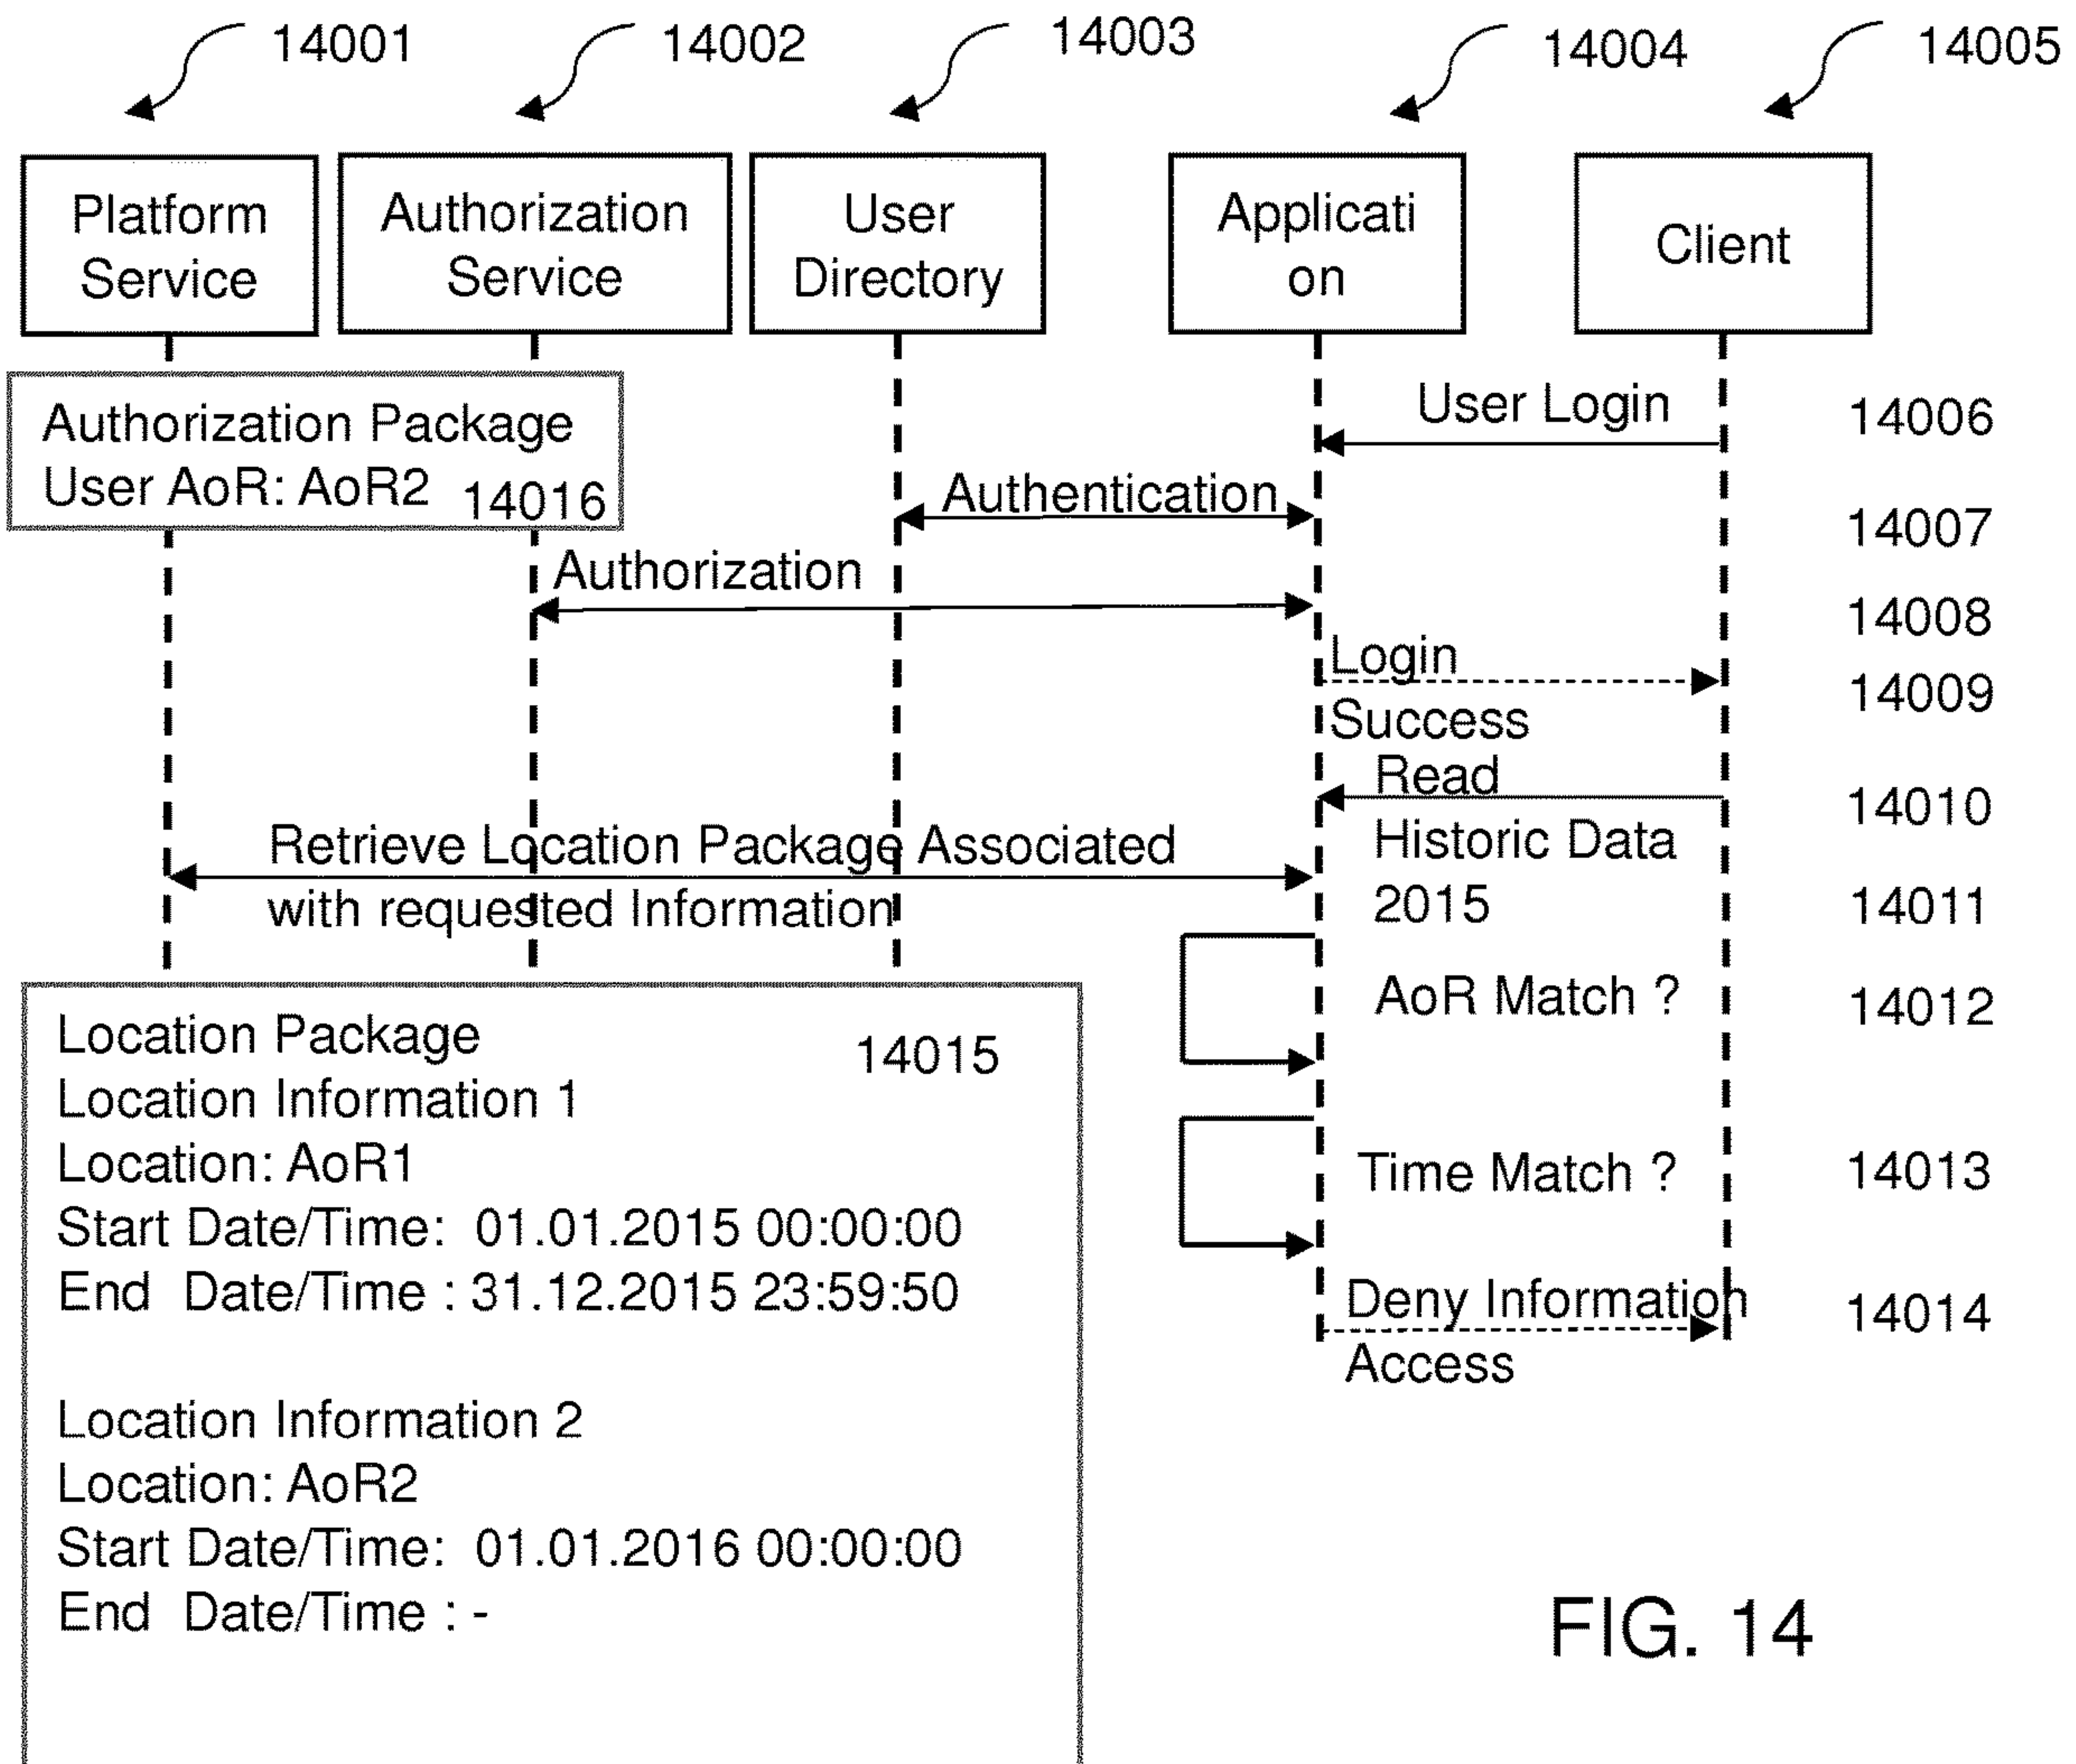 14001
14002
14003
14004
14005
Platform
Service
Authorization
Service
User
Directory
Applicati
on
Client
Authorization Package
User AoR: AoR2
14016
User Login
14006
Authentication
14007
Authorization
14008
Login
Success
14009
Read
Historic Data
2015
14010
Retrieve Location Package Associated
with requested Information
14011
AoR Match ?
14012
Time Match ?
14013
Deny Information
Access
14014
Location Package
14015
Location Information 1
Location: AoR1
Start Date/Time: 01.01.2015 00:00:00
End Date/Time : 31.12.2015 23:59:50
Location Information 2
Location: AoR2
Start Date/Time: 01.01.2016 00:00:00
End Date/Time : -
FIG. 14